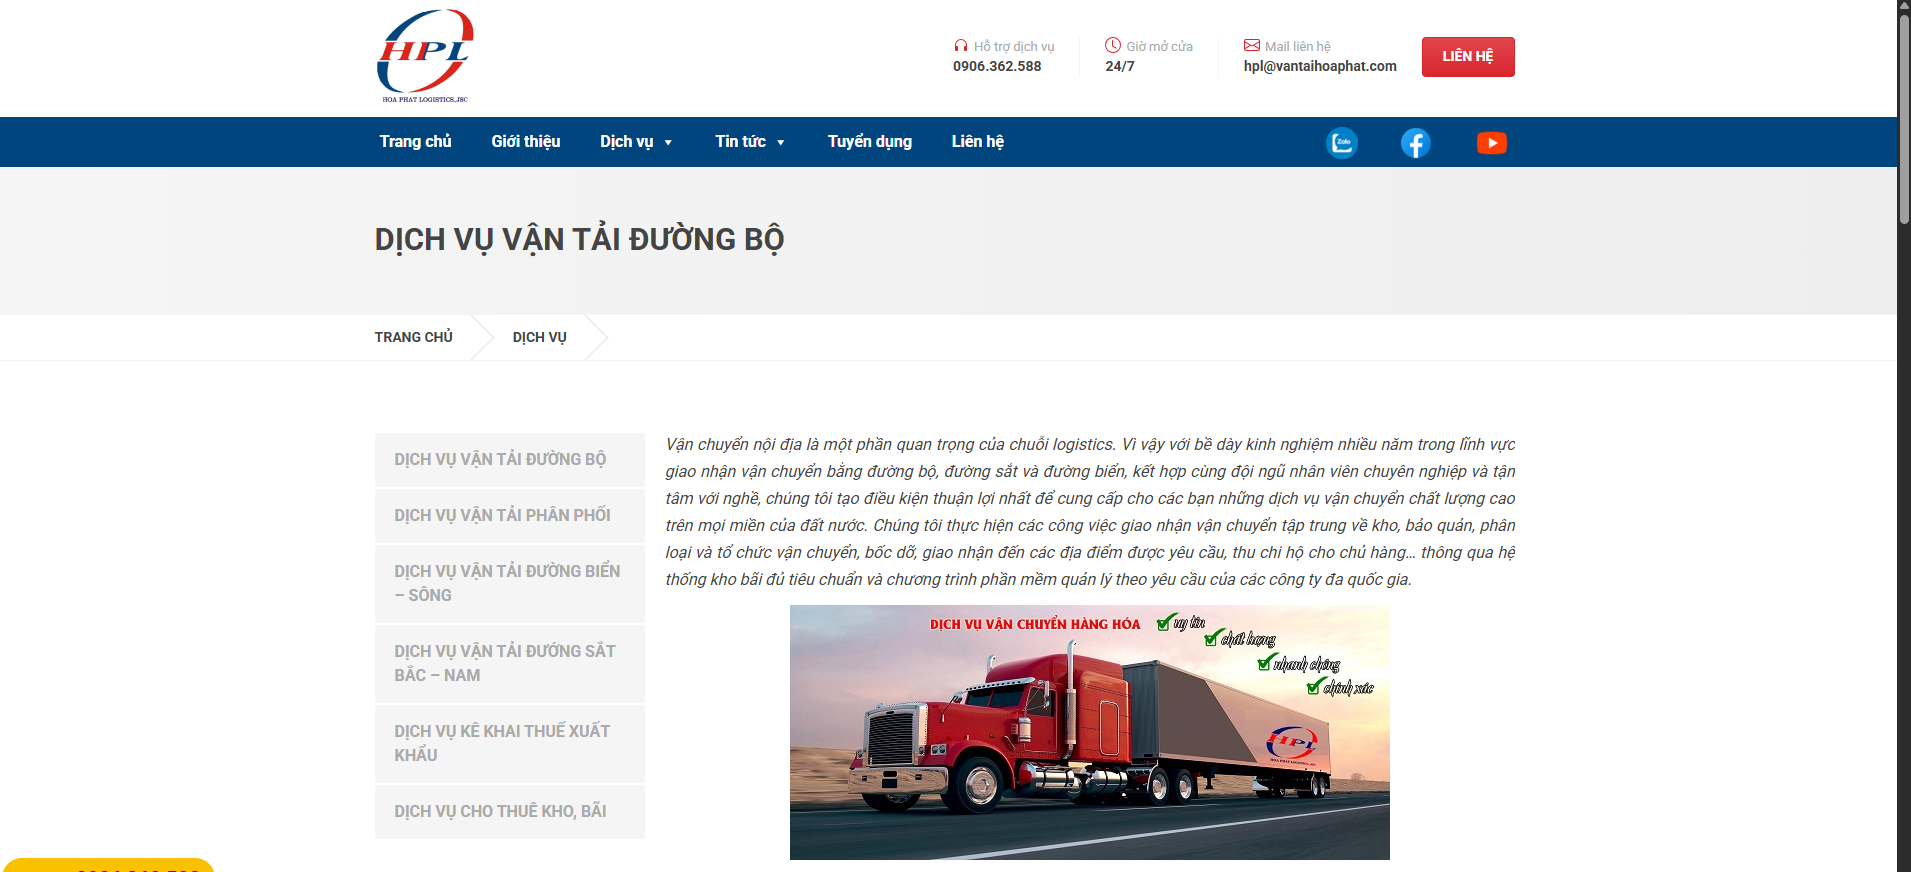 HPL
HOA PHAT LOGISTICS.,JSC
Hỗ trợ dịch vụ
0906.362.588
Giờ mở cửa
24/7
Mail liên hệ
hpl@vantaihoaphat.com
LIÊN HỆ
Trang chủ
Giới thiệu
Dịch vụ
Tin tức
Tuyển dụng
Liên hệ
Zalo
DỊCH VỤ VẬN TẢI ĐƯỜNG BỘ
TRANG CHỦ
DỊCH VỤ
DỊCH VỤ VẬN TẢI ĐƯỜNG BỘ
DỊCH VỤ VẬN TẢI PHÂN PHỐI
DỊCH VỤ VẬN TẢI ĐƯỜNG BIỂN
– SÔNG
DỊCH VỤ VẬN TẢI ĐƯỚNG SẮT
BẮC – NAM
DỊCH VỤ KÊ KHAI THUẾ XUẤT
KHẨU
DỊCH VỤ CHO THUÊ KHO, BÃI
Vận chuyển nội địa là một phần quan trọng của chuỗi logistics. Vì vậy với bề dày kinh nghiệm nhiều năm trong lĩnh vực
giao nhận vận chuyển bằng đường bộ, đường sắt và đường biển, kết hợp cùng đội ngũ nhân viên chuyên nghiệp và tận
tâm với nghề, chúng tôi tạo điều kiện thuận lợi nhất để cung cấp cho các bạn những dịch vụ vận chuyển chất lượng cao
trên mọi miền của đất nước. Chúng tôi thực hiện các công việc giao nhận vận chuyển tập trung về kho, bảo quản, phân
loại và tổ chức vận chuyển, bốc dỡ, giao nhận đến các địa điểm được yêu cầu, thu chi hộ cho chủ hàng… thông qua hệ
thống kho bãi đủ tiêu chuẩn và chương trình phần mềm quản lý theo yêu cầu của các công ty đa quốc gia.
DỊCH VỤ VẬN CHUYỂN HÀNG HÓA
uy tín
chất lượng
nhanh chóng
chính xác
HPL
HOA PHAT LOGISTICS.,JSC